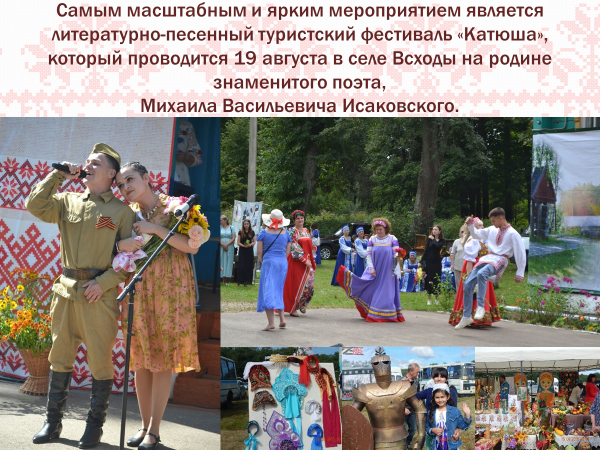 Самым масштабным и ярким мероприятием является
литературно-песенный туристский фестиваль «Катюша»,
который проводится 19 августа в селе Всходы на родине
знаменитого поэта,
Михаила Васильевича Исаковского.